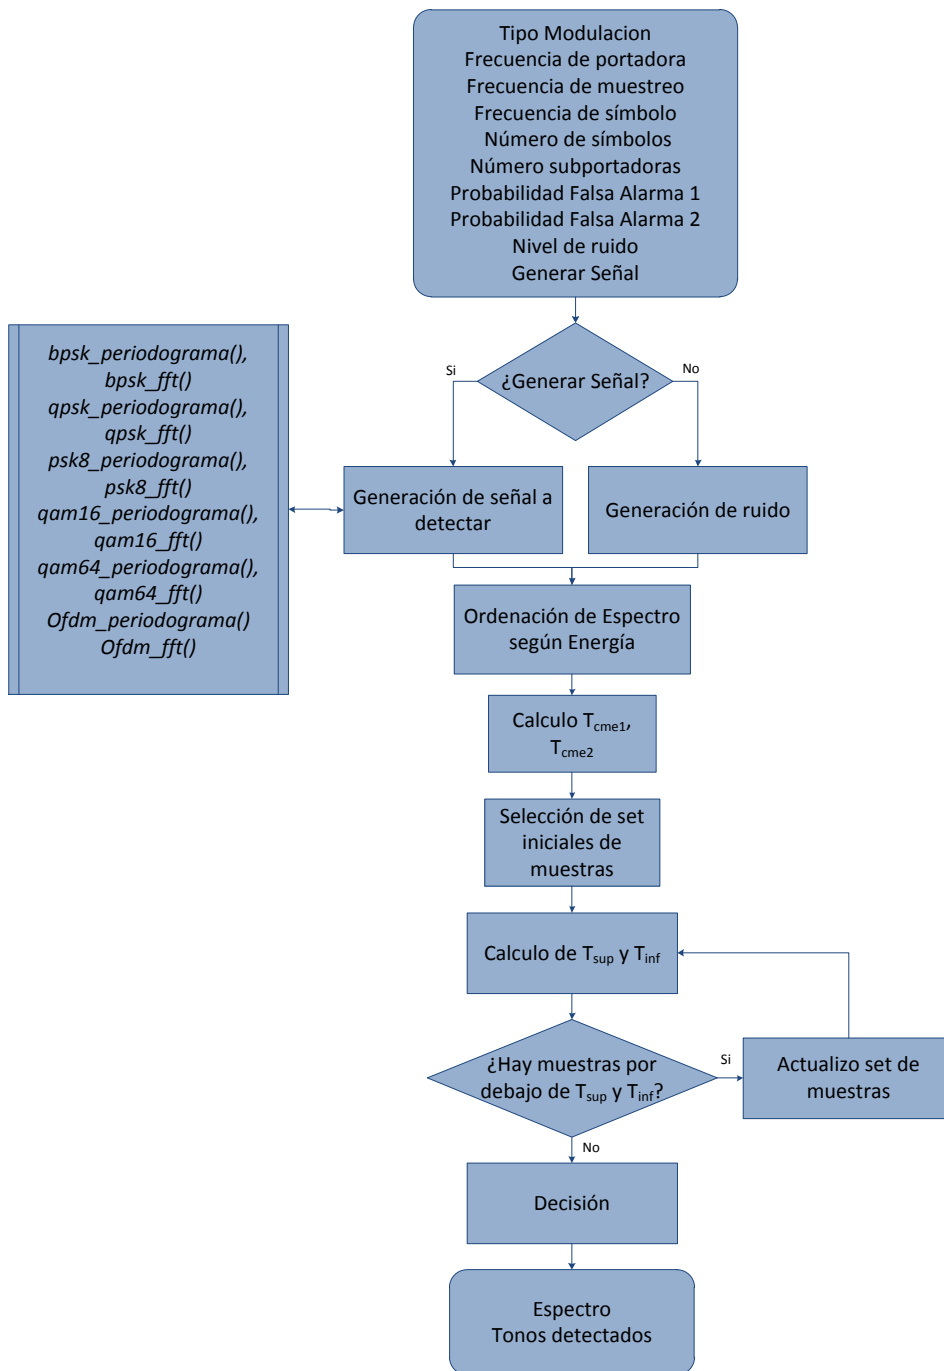 Tipo Modulacion
Frecuencia de portadora
Frecuencia de muestreo
Frecuencia de símbolo
Número de símbolos
Número subportadoras
Probabilidad Falsa Alarma 1
Probabilidad Falsa Alarma 2
Nivel de ruido
Generar Señal
¿Generar Señal?
Si
No
bpsk_periodograma(),
bpsk_fft()
qpsk_periodograma(),
qpsk_fft()
psk8_periodograma(),
psk8_fft()
qam16_periodograma(),
qam16_fft()
qam64_periodograma(),
qam64_fft()
Ofdm_periodograma()
Ofdm_fft()
Generación de señal a
detectar
Generación de ruido
Ordenación de Espectro
según Energía
Calculo Tcme1,
Tcme2
Selección de set
iniciales de
muestras
Calculo de Tsup y Tinf
¿Hay muestras por
debajo de Tsup y Tinf?
Si
Actualizo set de
muestras
No
Decisión
Espectro
Tonos detectados